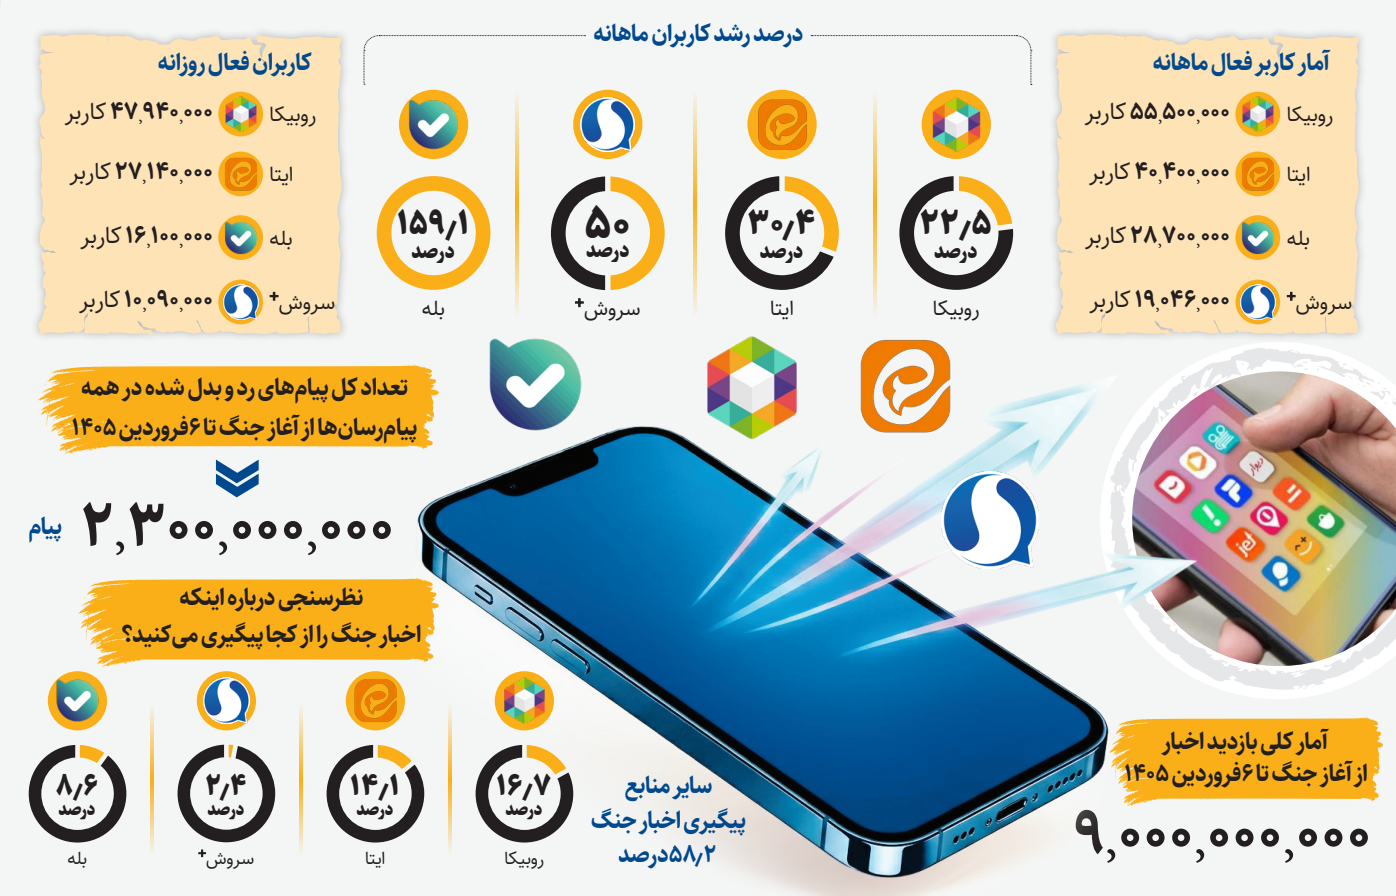 درصد رشد کاربران ماهانه
آمار کاربر فعال ماهانه
روبیکا ۵۵,۵۰۰,۰۰۰ کاربر
ایتا ۴۰,۴۰۰,۰۰۰ کاربر
بله ۲۸,۷۰۰,۰۰۰ کاربر
سروش+ ۱۹,۰۴۶,۰۰۰ کاربر
۲۲٫۵
درصد
روبیکا
۳۰٫۴
درصد
ایتا
۵۰
درصد
سروش+
۱۵۹٫۱
درصد
بله
کاربران فعال روزانه
روبیکا ۴۷,۹۴۰,۰۰۰ کاربر
ایتا ۲۷,۱۴۰,۰۰۰ کاربر
بله ۱۶,۱۰۰,۰۰۰ کاربر
سروش+ ۱۰,۰۹۰,۰۰۰ کاربر
تعداد کل پیام‌های رد و بدل شده در همه
پیام‌رسان‌ها از آغاز جنگ تا ۶فروردین ۱۴۰۵
۲,۳۰۰,۰۰۰,۰۰۰ پیام
نظرسنجی درباره اینکه
اخبار جنگ را از کجا پیگیری می‌کنید؟
۱۶٫۷
درصد
روبیکا
۱۴٫۱
درصد
ایتا
۲٫۴
درصد
سروش+
۸٫۶
درصد
بله
سایر منابع
پیگیری اخبار جنگ
۵۸٫۲درصد
دیوار
jet
آمار کلی بازدید اخبار
از آغاز جنگ تا ۶فروردین ۱۴۰۵
۹,۰۰۰,۰۰۰,۰۰۰